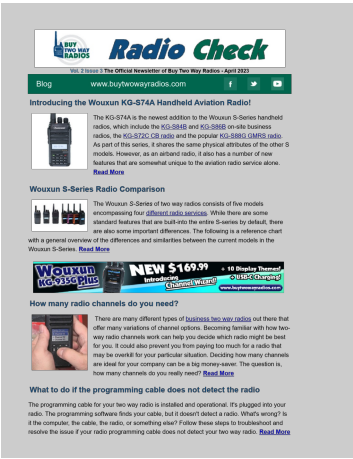 BUY TWO WAY RADIOS
Radio Check
Vol. 2 Issue 3 The Official Newsletter of Buy Two Way Radios - April 2023
Blog www.buytwowayradios.com
Introducing the Wouxun KG-S74A Handheld Aviation Radio!
The KG-S74A is the newest addition to the Wouxun S-Series handheld
radios, which include the KG-S84B and KG-S86B on-site business
radios, the KG-S72C CB radio and the popular KG-S88G GMRS radio.
As part of this series, it shares the same physical attributes of the other S
models. However, as an airband radio, it also has a number of new
features that are somewhat unique to the aviation radio service alone.
Read More
Wouxun S-Series Radio Comparison
The Wouxun S-Series of two way radios consists of five models
encompassing four different radio services. While there are some
standard features that are built-into the entire S-series by default, there
are also some important differences. The following is a reference chart
with a general overview of the differences and similarities between the current models in the
Wouxun S-Series. Read More
Wouxun KG-935G Plus
NEW $169.99
Introducing Channel Wizard!
+ 10 Display Themes!
+ USB-C Charging!
www.buytwowayradios.com
How many radio channels do you need?
There are many different types of business two way radios out there that
offer many variations of channel options. Becoming familiar with how two-
way radio channels work can help you decide which radio might be best
for you. It could also prevent you from paying too much for a radio that
may be overkill for your particular situation. Deciding how many channels
are ideal for your company can be a big money-saver. The question is,
how many channels do you really need? Read More
What to do if the programming cable does not detect the radio
The programming cable for your two way radio is installed and operational. It's plugged into your
radio. The programming software finds your cable, but it doesn't detect a radio. What's wrong? Is
it the computer, the cable, the radio, or something else? Follow these steps to troubleshoot and
resolve the issue if your radio programming cable does not detect your two way radio. Read More